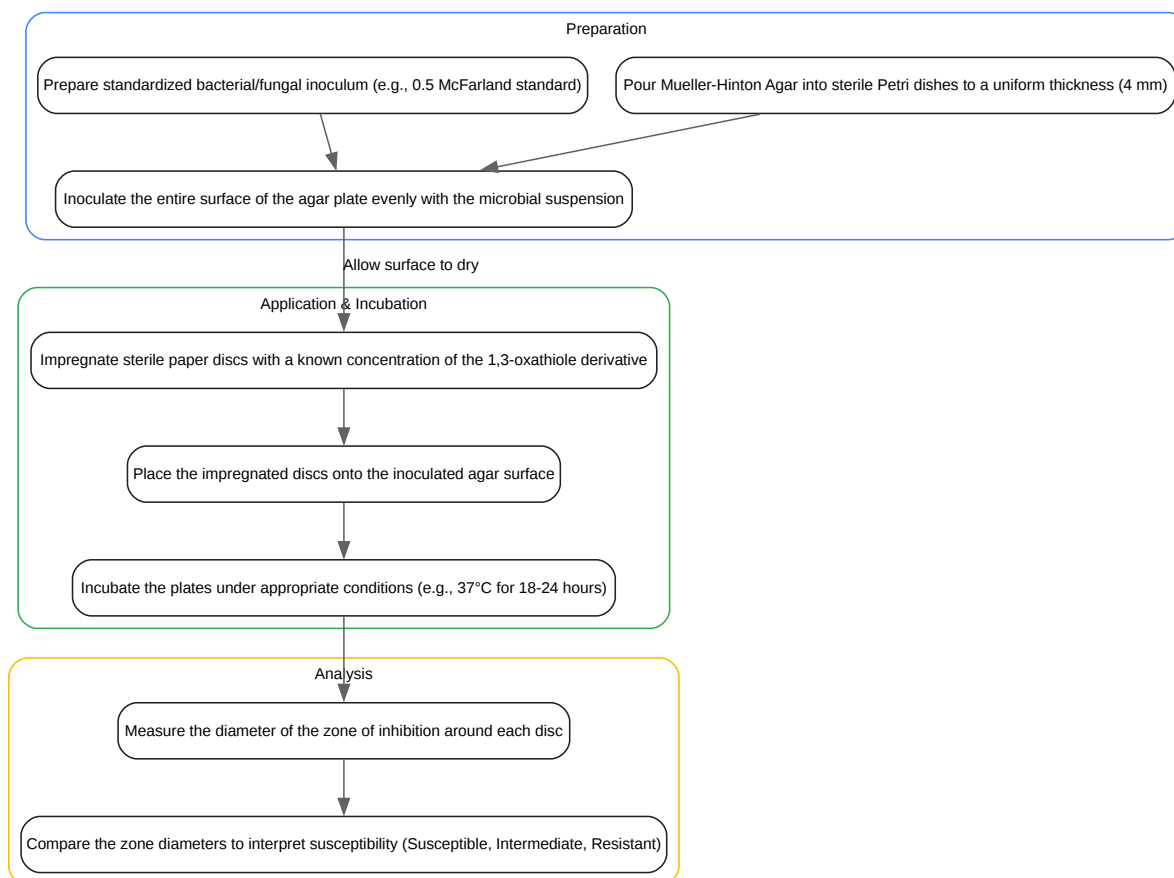 Preparation
Prepare standardized bacterial/fungal inoculum (e.g., 0.5 McFarland standard)
Pour Mueller-Hinton Agar into sterile Petri dishes to a uniform thickness (4 mm)
Inoculate the entire surface of the agar plate evenly with the microbial suspension
Allow surface to dry
Application & Incubation
Impregnate sterile paper discs with a known concentration of the 1,3-oxathiole derivative
Place the impregnated discs onto the inoculated agar surface
Incubate the plates under appropriate conditions (e.g., 37°C for 18-24 hours)
Analysis
Measure the diameter of the zone of inhibition around each disc
Compare the zone diameters to interpret susceptibility (Susceptible, Intermediate, Resistant)